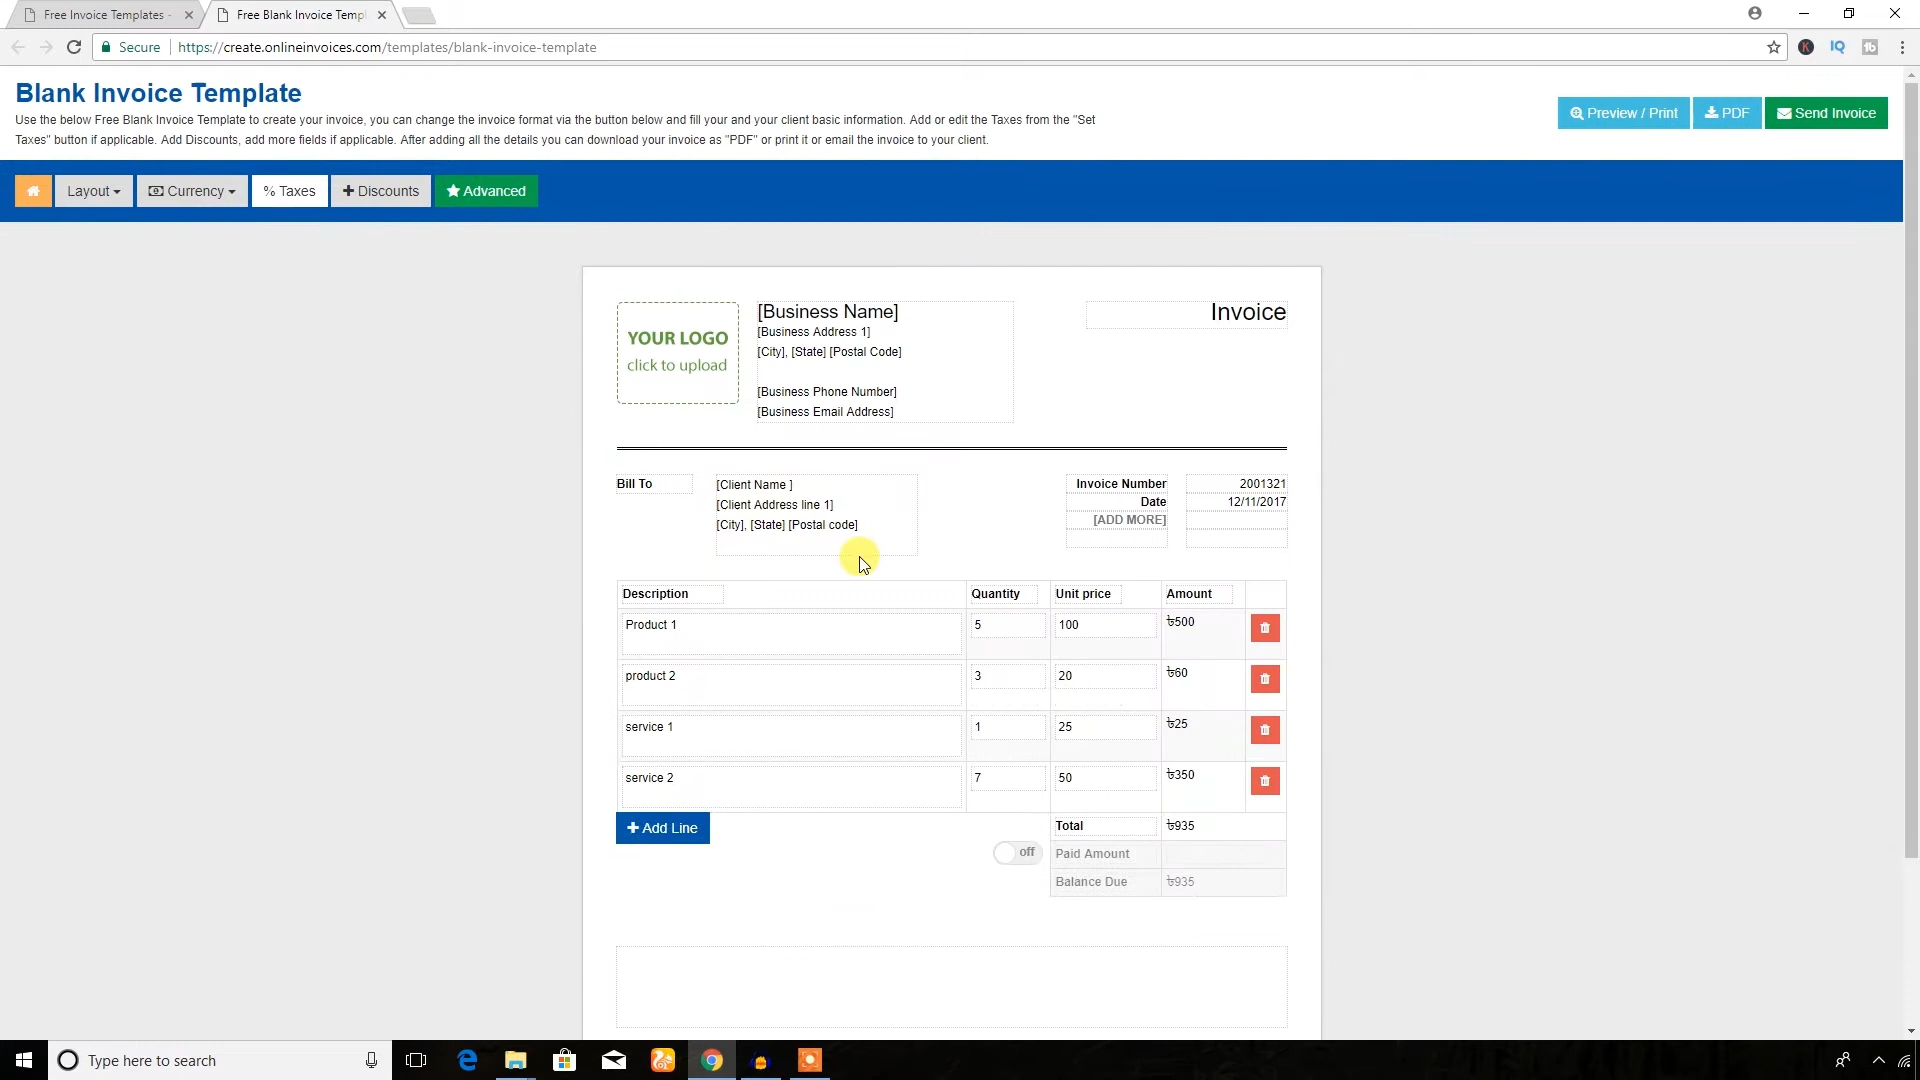 Free Invoice Templates -
Free Blank Invoice Templ
Secure
https://create.onlineinvoices.com/templates/blank-invoice-template
K
IQ
tb
Blank Invoice Template
Use the below Free Blank Invoice Template to create your invoice, you can change the invoice format via the button below and fill your and your client basic information. Add or edit the Taxes from the "Set
Taxes" button if applicable. Add Discounts, add more fields if applicable. After adding all the details you can download your invoice as "PDF" or print it or email the invoice to your client.
Preview / Print
PDF
Send Invoice
Layout
Currency
% Taxes
Discounts
Advanced
YOUR LOGO
click to upload
[Business Name]
[Business Address 1]
[City], [State] [Postal Code]
[Business Phone Number]
[Business Email Address]
Invoice
Bill To
[Client Name ]
[Client Address line 1]
[City], [State] [Postal code]
Invoice Number 2001321
Date 12/11/2017
[ADD MORE]
Description Quantity Unit price Amount
Product 1 5 100 ৳500
product 2 3 20 ৳60
service 1 1 25 ৳25
service 2 7 50 ৳350
Add Line
Total ৳935
off
Paid Amount
Balance Due ৳935
Type here to search